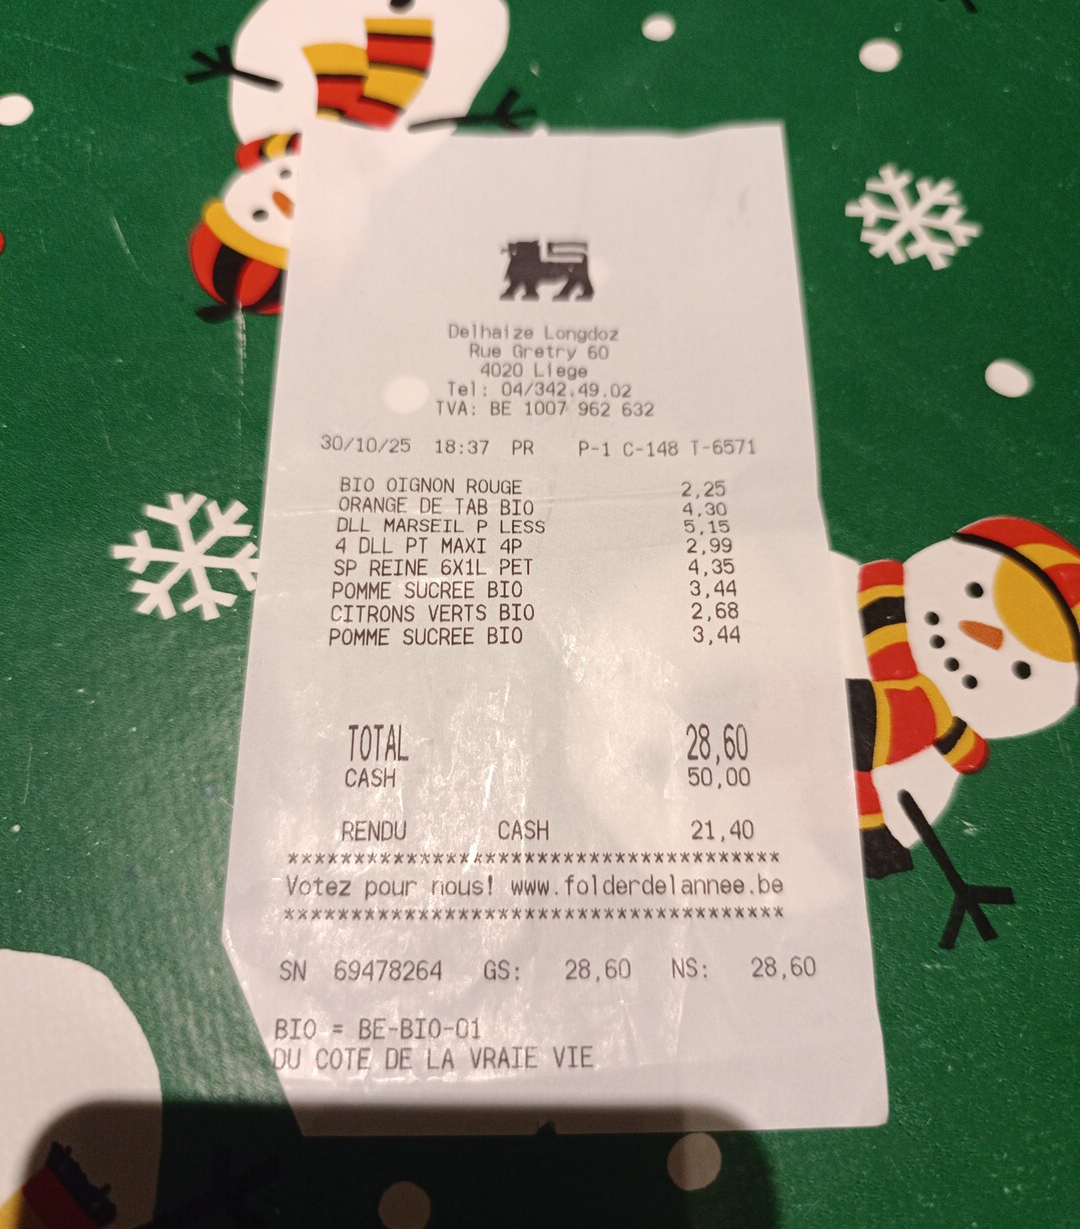 Delhaize Longdoz
Rue Gretry 60
4020 Liege
Tel: 04/342.49.02
TVA: BE 1007 962 632
30/10/25 18:37 PR P-1 C-148 T-6571
BIO OIGNON ROUGE 2,25
ORANGE DE TAB BIO 4,30
DLL MARSEIL P LESS 5,15
4 DLL PT MAXI 4P 2,99
SP REINE 6X1L PET 4,35
POMME SUCREE BIO 3,44
CITRONS VERTS BIO 2,68
POMME SUCREE BIO 3,44
TOTAL 28,60
CASH 50,00
RENDU CASH 21,40
**************************************
Votez pour nous! www.folderdelannee.be
**************************************
SN 69478264 GS: 28,60 NS: 28,60
BIO = BE-BIO-01
DU COTE DE LA VRAIE VIE